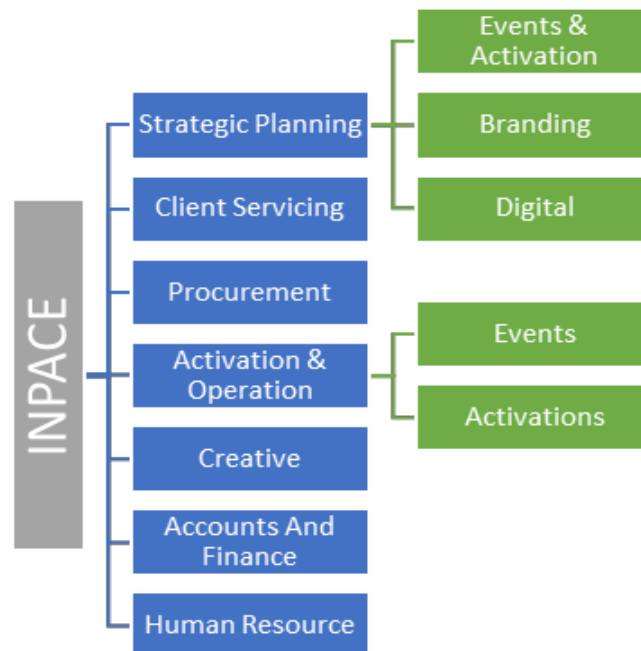 INPACE
Strategic Planning
Events &
Activation
Branding
Digital
Client Servicing
Procurement
Activation &
Operation
Events
Activations
Creative
Accounts And
Finance
Human Resource